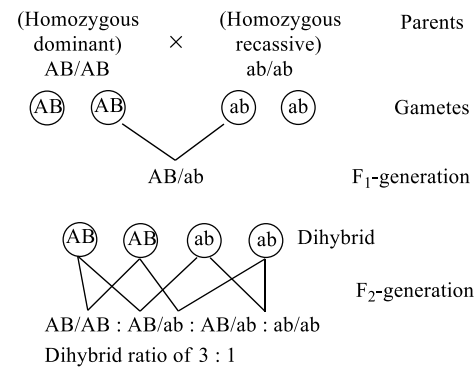 (Homozygous dominant) × (Homozygous recassive) Parents
AB/AB ab/ab
AB AB ab ab Gametes
AB/ab F₁-generation
AB AB ab ab Dihybrid
F₂-generation
AB/AB : AB/ab : AB/ab : ab/ab
Dihybrid ratio of 3 : 1